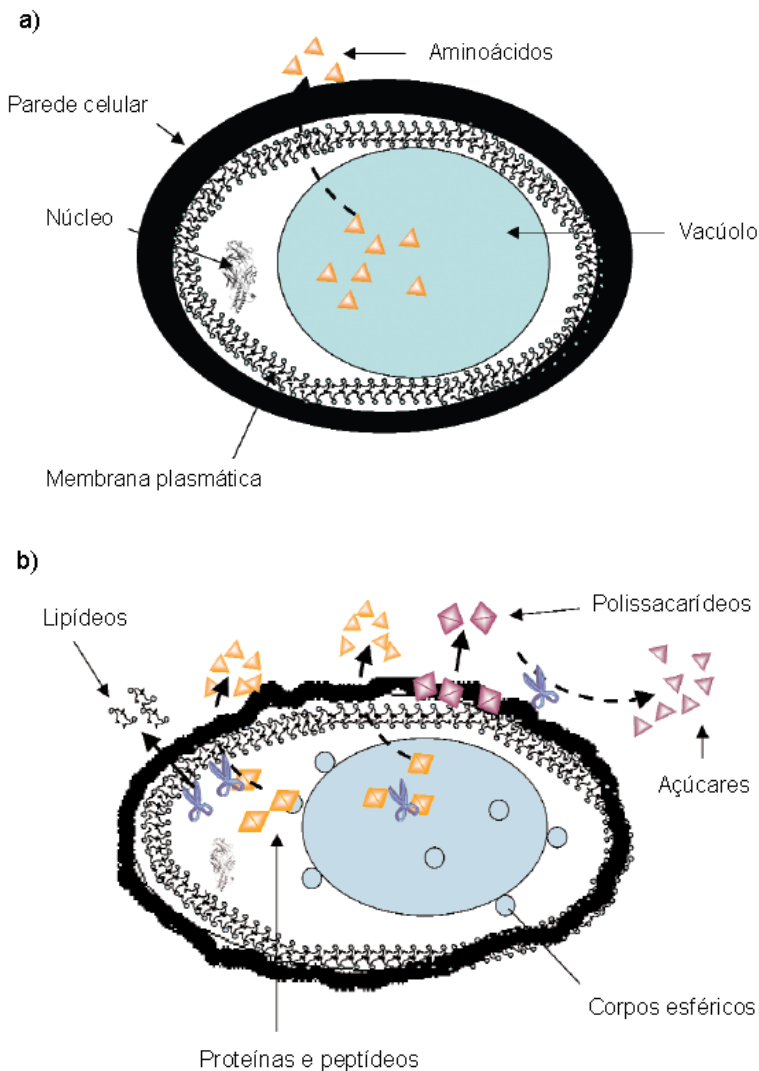 a)
Aminoácidos
Parede celular
Núcleo
Vacúolo
Membrana plasmática
b)
Lipídeos
Polissacarídeos
Açúcares
Corpos esféricos
Proteínas e peptídeos